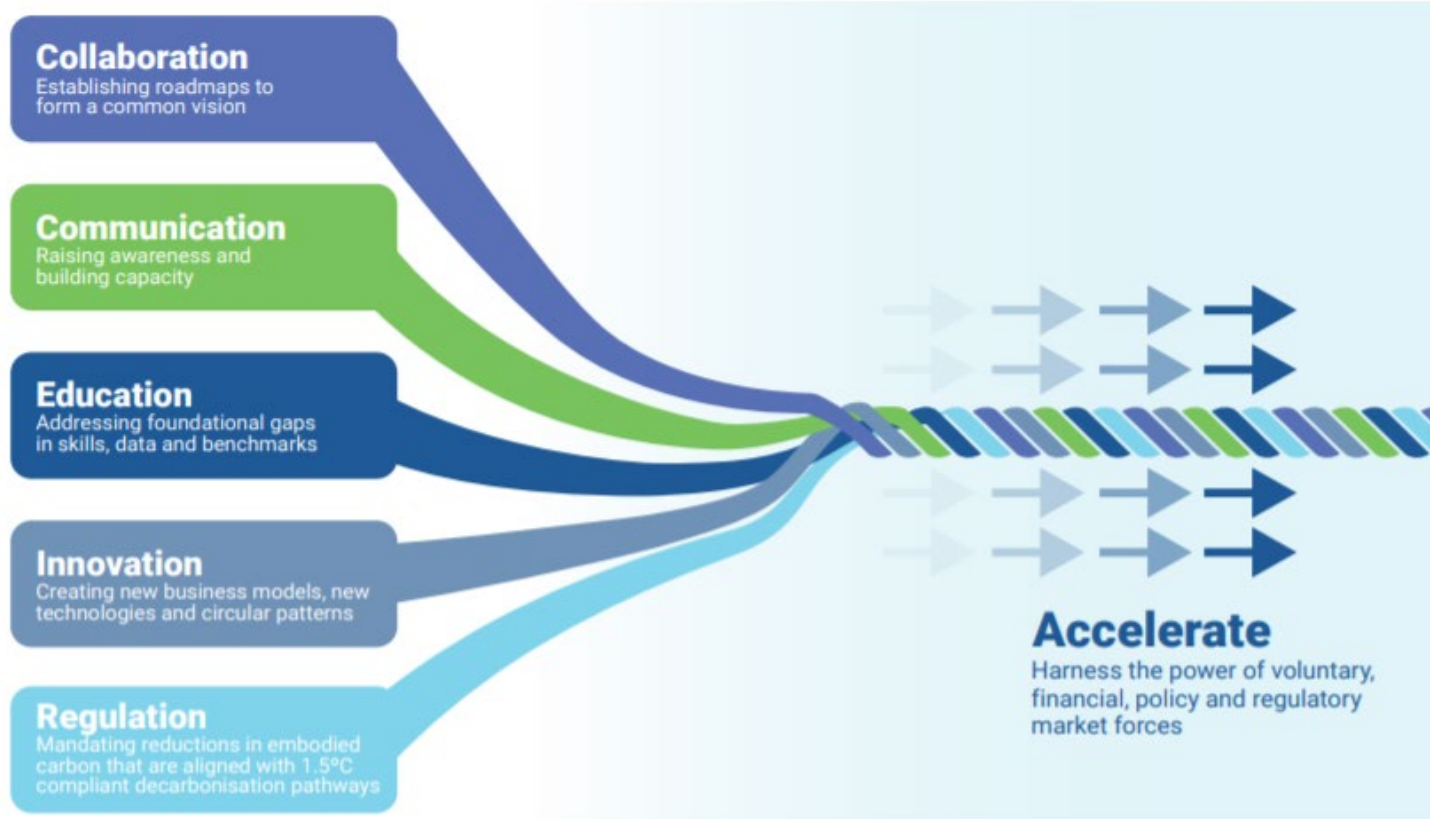 Collaboration
Establishing roadmaps to
form a common vision
Communication
Raising awareness and
building capacity
Education
Addressing foundational gaps
in skills, data and benchmarks
Innovation
Creating new business models, new
technologies and circular patterns
Regulation
Mandating reductions in embodied
carbon that are aligned with 1.5ºC
compliant decarbonisation pathways
Accelerate
Harness the power of voluntary,
financial, policy and regulatory
market forces